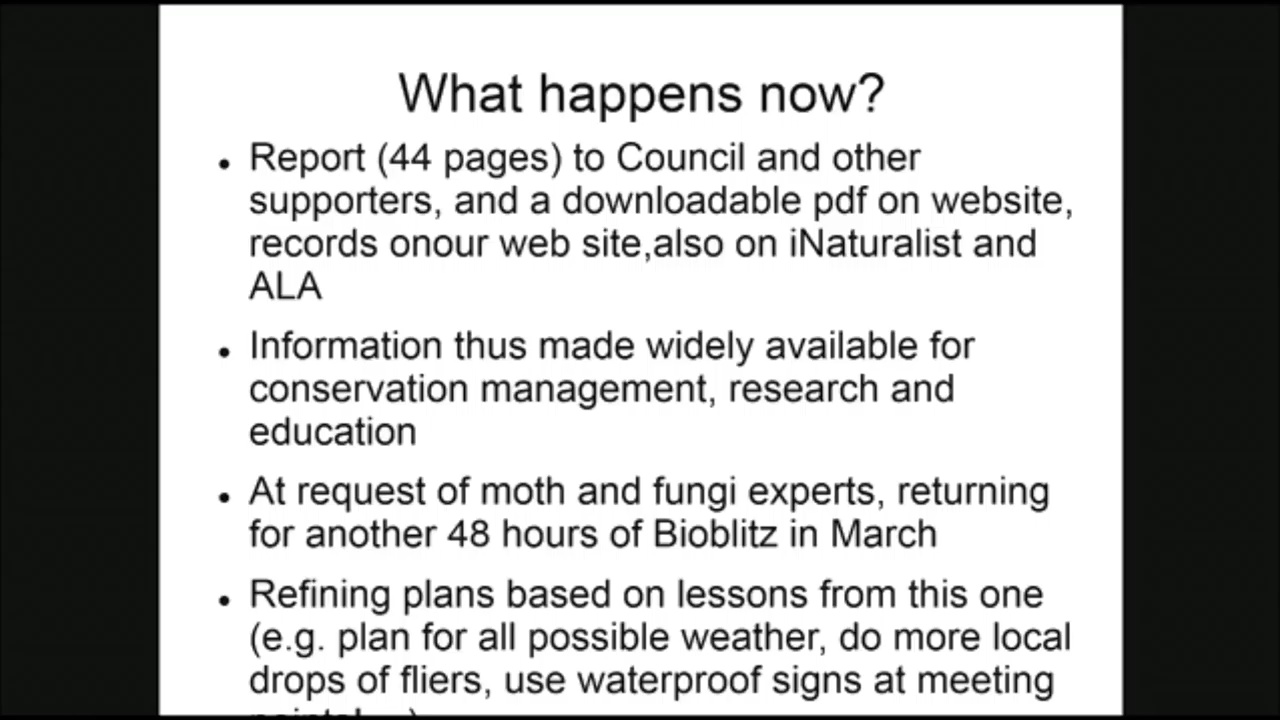 What happens now?
• Report (44 pages) to Council and other
supporters, and a downloadable pdf on website,
records onour web site,also on iNaturalist and
ALA
• Information thus made widely available for
conservation management, research and
education
• At request of moth and fungi experts, returning
for another 48 hours of Bioblitz in March
• Refining plans based on lessons from this one
(e.g. plan for all possible weather, do more local
drops of fliers, use waterproof signs at meeting